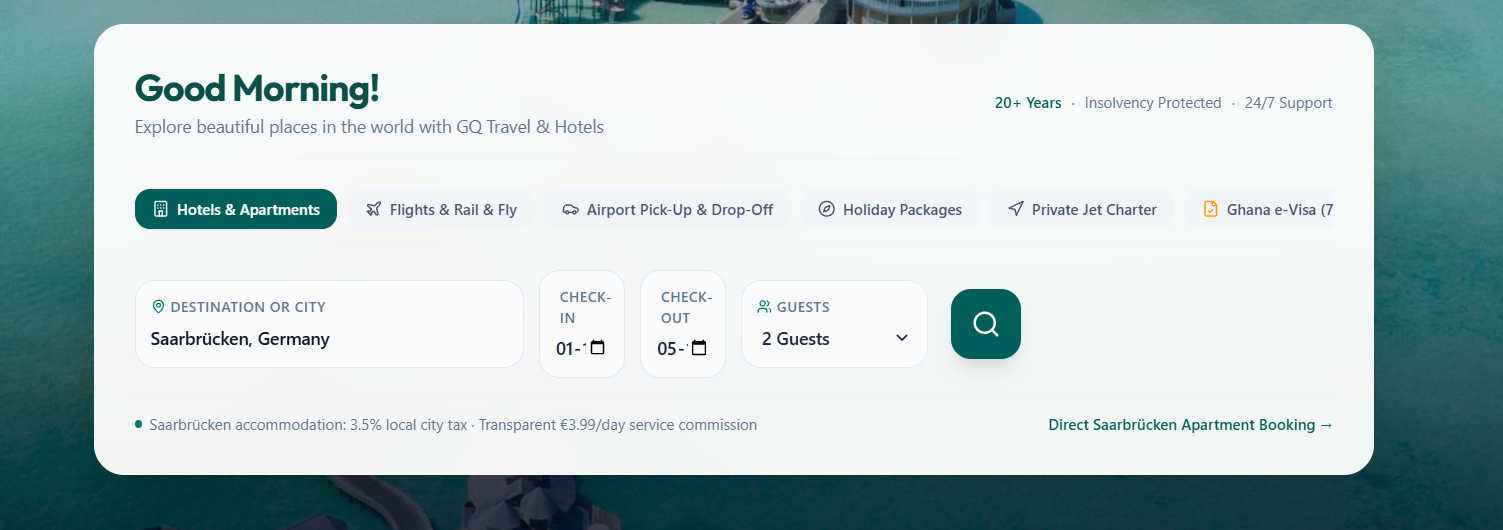 Good Morning!
Explore beautiful places in the world with GQ Travel & Hotels
20+ Years · Insolvency Protected · 24/7 Support
Hotels & Apartments
Flights & Rail & Fly
Airport Pick-Up & Drop-Off
Holiday Packages
Private Jet Charter
Ghana e-Visa (7
DESTINATION OR CITY
Saarbrücken, Germany
CHECK-
IN
01-
CHECK-
OUT
05-
GUESTS
2 Guests
Saarbrücken accommodation: 3.5% local city tax · Transparent €3.99/day service commission
Direct Saarbrücken Apartment Booking →